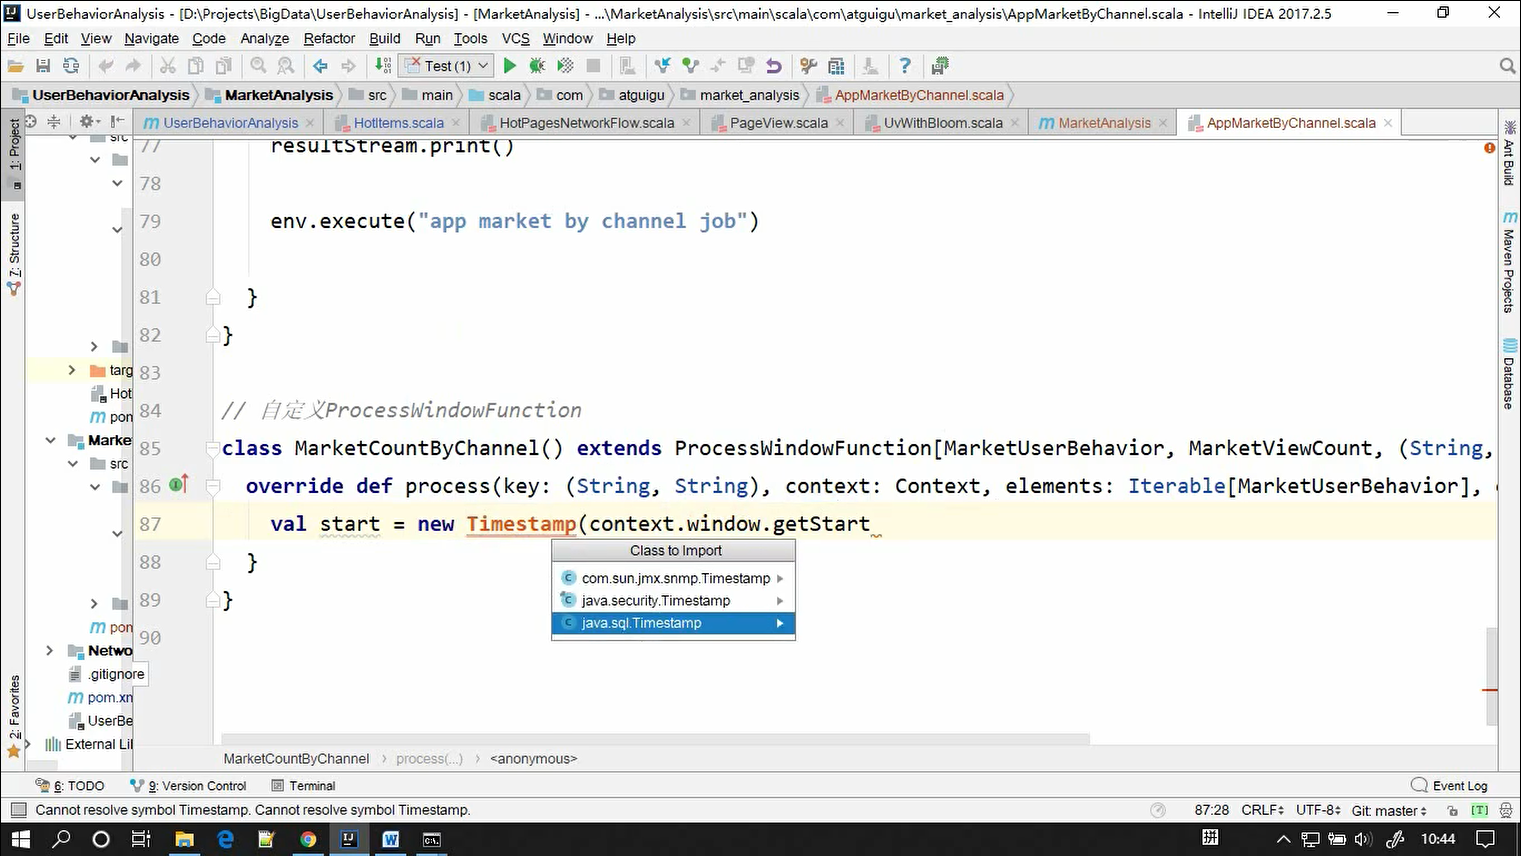 UserBehaviorAnalysis - [D:\Projects\BigData\UserBehaviorAnalysis] - [MarketAnalysis] - ...\MarketAnalysis\src\main\scala\com\atguigu\market_analysis\AppMarketByChannel.scala - IntelliJ IDEA 2017.2.5
File Edit View Navigate Code Analyze Refactor Build Run Tools VCS Window Help
Test (1)
UserBehaviorAnalysis MarketAnalysis src main scala com atguigu market_analysis AppMarketByChannel.scala
UserBehaviorAnalysis HotItems.scala HotPagesNetworkFlow.scala PageView.scala UvWithBloom.scala MarketAnalysis AppMarketByChannel.scala
1: Project
7: Structure
2: Favorites
src
targ
Hot
pon
Marke
src
pon
Netwo
.gitignore
pom.xn
UserBe
External Lil
77 resultStream.print()
78
79 env.execute("app market by channel job")
80
81 }
82 }
83
84 // 自定义ProcessWindowFunction
85 class MarketCountByChannel() extends ProcessWindowFunction[MarketUserBehavior, MarketViewCount, (String,
86 override def process(key: (String, String), context: Context, elements: Iterable[MarketUserBehavior],
87 val start = new Timestamp(context.window.getStart
88 }
89 }
90
Class to Import
com.sun.jmx.snmp.Timestamp
java.security.Timestamp
java.sql.Timestamp
Ant Build
Maven Projects
Database
MarketCountByChannel process(...) <anonymous>
6: TODO 9: Version Control Terminal Event Log
Cannot resolve symbol Timestamp. Cannot resolve symbol Timestamp. 87:28 CRLF UTF-8 Git: master [T]
拼 10:44